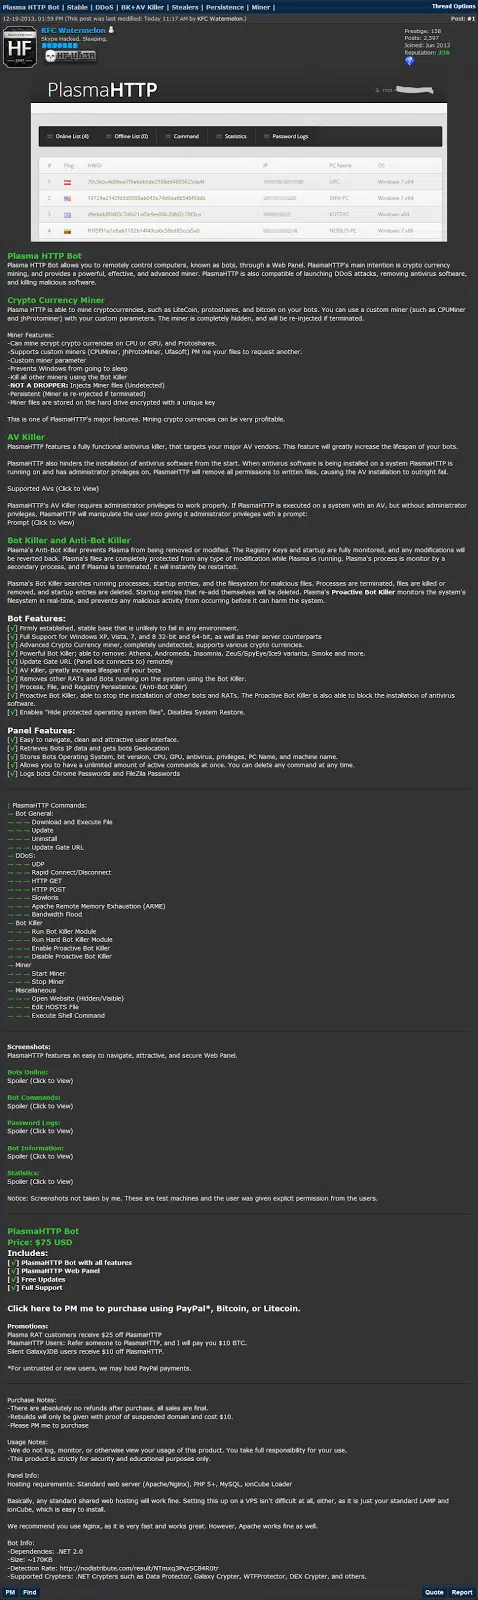 Plasma HTTP Bot | Stable | DDoS | BK+AV Killer | Stealers | Persistence | Miner |
Thread Options
12-19-2013, 01:59 PM (This post was last modified: Today 11:17 AM by KFC Watermelon.)
Post: #1
KFC Watermelon
Skype Hacked, Sleeping,
HF
Prestige: 158
Posts: 2,597
Joined: Jun 2013
Reputation: 336
PlasmaHTTP
Online List (4) Offline List (0) Command Statistics Password Logs
# Flag HWID IP PC Name OS
1 Windows 7 x64
2 Windows 7 x64
3 KOSTAS
4 Windows 7 x86
Plasma HTTP Bot
Plasma HTTP Bot allows you to remotely control computers, known as bots, through a Web Panel. PlasmaHTTP's main intention is crypto currency
mining, and provides a powerful, effective, and advanced miner. PlasmaHTTP is also compatible of launching DDoS attacks, removing antivirus software,
and killing malicious software.
Crypto Currency Miner
Plasma HTTP is able to mine cryptocurrencies, such as LiteCoin, protoshares, and bitcoin on your bots. You can use a custom miner (such as CPUMiner
and jhProtominer) with your custom parameters. The miner is completely hidden, and will be re-injected if terminated.
Miner Features:
-Can mine scrypt crypto currencies on CPU or GPU, and Protoshares.
-Supports custom miners (CPUMiner, jhProtoMiner, Ufasoft) PM me your files to request another.
-Custom miner parameter
-Prevents Windows from going to sleep
-Kill all other miners using the Bot Killer
-NOT A DROPPER: Injects Miner files (Undetected)
-Persistent (Miner is re-injected if terminated)
-Miner files are stored on the hard drive encrypted with a unique key
This is one of PlasmaHTTP's major features. Mining crypto currencies can be very profitable.
AV Killer
PlasmaHTTP features a fully functional antivirus killer, that targets your major AV vendors. This feature will greatly increase the lifespan of your bots.
PlasmaHTTP also hinders the installation of antivirus software from the start. When antivirus software is being installed on a system PlasmaHTTP is
running on and has administrator privileges on, PlasmaHTTP will remove all permissions to written files, causing the AV installation to outright fail.
Supported AVs (Click to View)
PlasmaHTTP's AV Killer requires administrator privileges to work properly. If PlasmaHTTP is executed on a system with an AV, but without administrator
privileges, PlasmaHTTP will manipulate the user into giving it administrator privileges with a prompt:
Prompt (Click to View)
Bot Killer and Anti-Bot Killer
Plasma's Anti-Bot Killer prevents Plasma from being removed or modified. The Registry Keys and startup are fully monitored, and any modifications will
be reverted back. Plasma's files are completely protected from any type of modification while Plasma is running. Plasma's process is monitor by a
secondary process, and if Plasma is terminated, it will instantly be restarted.
Plasma's Bot Killer searches running processes, startup entries, and the filesystem for malicious files. Processes are terminated, files are killed or
removed, and startup entries are deleted. Startup entries that re-add themselves will be deleted. Plasma's Proactive Bot Killer monitors the system's
filesystem in real-time, and prevents any malicious activity from occurring before it can harm the system.
Bot Features:
[√] Firmly established, stable base that is unlikely to fail in any environment.
[√] Full Support for Windows XP, Vista, 7, and 8 32-bit and 64-bit, as well as their server counterparts
[√] Advanced Crypto Currency miner, completely undetected, supports various crypto currencies.
[√] Powerful Bot Killer; able to remove: Athena, Andromeda, Insomnia, ZeuS/SpyEye/Ice9 variants, Smoke and more.
[√] Update Gate URL (Panel bot connects to) remotely
[√] AV Killer, greatly increase lifespan of your bots
[√] Removes other RATs and Bots running on the system using the Bot Killer.
[√] Process, File, and Registry Persistence. (Anti-Bot Killer)
[√] Proactive Bot Killer, able to stop the installation of other bots and RATs. The Proactive Bot Killer is also able to block the installation of antivirus
software.
[√] Enables "Hide protected operating system files", Disables System Restore.
Panel Features:
[√] Easy to navigate, clean and attractive user interface.
[√] Retrieves Bots IP data and gets bots Geolocation
[√] Stores Bots Operating System, bit version, CPU, GPU, antivirus, privileges, PC Name, and machine name.
[√] Allows you to have a unlimited amount of active commands at once. You can delete any command at any time.
[√] Logs bots Chrome Passwords and FileZila Passwords
¦ PlasmaHTTP Commands:
— Bot General:
— — — Download and Execute File
— — — Update
— — — Uninstall
— — — Update Gate URL
— DDoS:
— — — UDP
— — — Rapid Connect/Disconnect
— — — HTTP GET
— — — HTTP POST
— — — Slowloris
— — — Apache Remote Memory Exhaustion (ARME)
— — — Bandwidth Flood
— Bot Killer
— — — Run Bot Killer Module
— — — Run Hard Bot Killer Module
— — — Enable Proactive Bot Killer
— — — Disable Proactive Bot Killer
— Miner
— — — Start Miner
— — — Stop Miner
— Miscellaneous
— — — Open Website (Hidden/Visible)
— — — Edit HOSTS File
— — — Execute Shell Command
Screenshots:
PlasmaHTTP features an easy to navigate, attractive, and secure Web Panel.
Bots Online:
Spoiler (Click to View)
Bot Commands:
Spoiler (Click to View)
Password Logs:
Spoiler (Click to View)
Bot Information:
Spoiler (Click to View)
Statistics:
Spoiler (Click to View)
Notice: Screenshots not taken by me. These are test machines and the user was given explicit permission from the users.
PlasmaHTTP Bot
Price: $75 USD
Includes:
[√] PlasmaHTTP Bot with all features
[√] PlasmaHTTP Web Panel
[√] Free Updates
[√] Full Support
Click here to PM me to purchase using PayPal*, Bitcoin, or Litecoin.
Promotions:
Plasma RAT customers receive $25 off PlasmaHTTP
PlasmaHTTP Users: Refer someone to PlasmaHTTP, and I will pay you $10 BTC.
Silent GalaxyJDB users receive $10 off PlasmaHTTP.
*For untrusted or new users, we may hold PayPal payments.
Purchase Notes:
-There are absolutely no refunds after purchase, all sales are final.
-Rebuilds will only be given with proof of suspended domain and cost $10.
-Please PM me to purchase
Usage Notes:
-We do not log, monitor, or otherwise view your usage of this product. You take full responsibility for your use.
-This product is strictly for security and educational purposes only.
Panel Info:
Hosting requirements: Standard web server (Apache/Nginx), PHP 5+, MySQL, ionCube Loader
Basically, any standard shared web hosting will work fine. Setting this up on a VPS isn't difficult at all, either, as it is just your standard LAMP and
ionCube, which is easy to install.
We recommend you use Nginx, as it is very fast and works great. However, Apache works fine as well.
Bot Info:
-Dependencies: .NET 2.0
-Size: ~170KB
-Detection Rate: http://nodistribute.com/result/NTmxq3PvzSC84R0tr
-Supported Crypters: .NET Crypters such as Data Protector, Galaxy Crypter, WTFProtector, DEX Crypter, and others.
PM Find
Quote Report